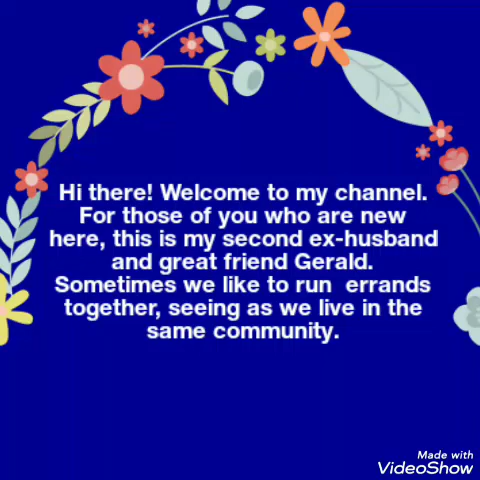 Hi there! Welcome to my channel.
For those of you who are new
here, this is my second ex-husband
and great friend Gerald.
Sometimes we like to run  errands
together, seeing as we live in the
same community.
Made with
VideoShow